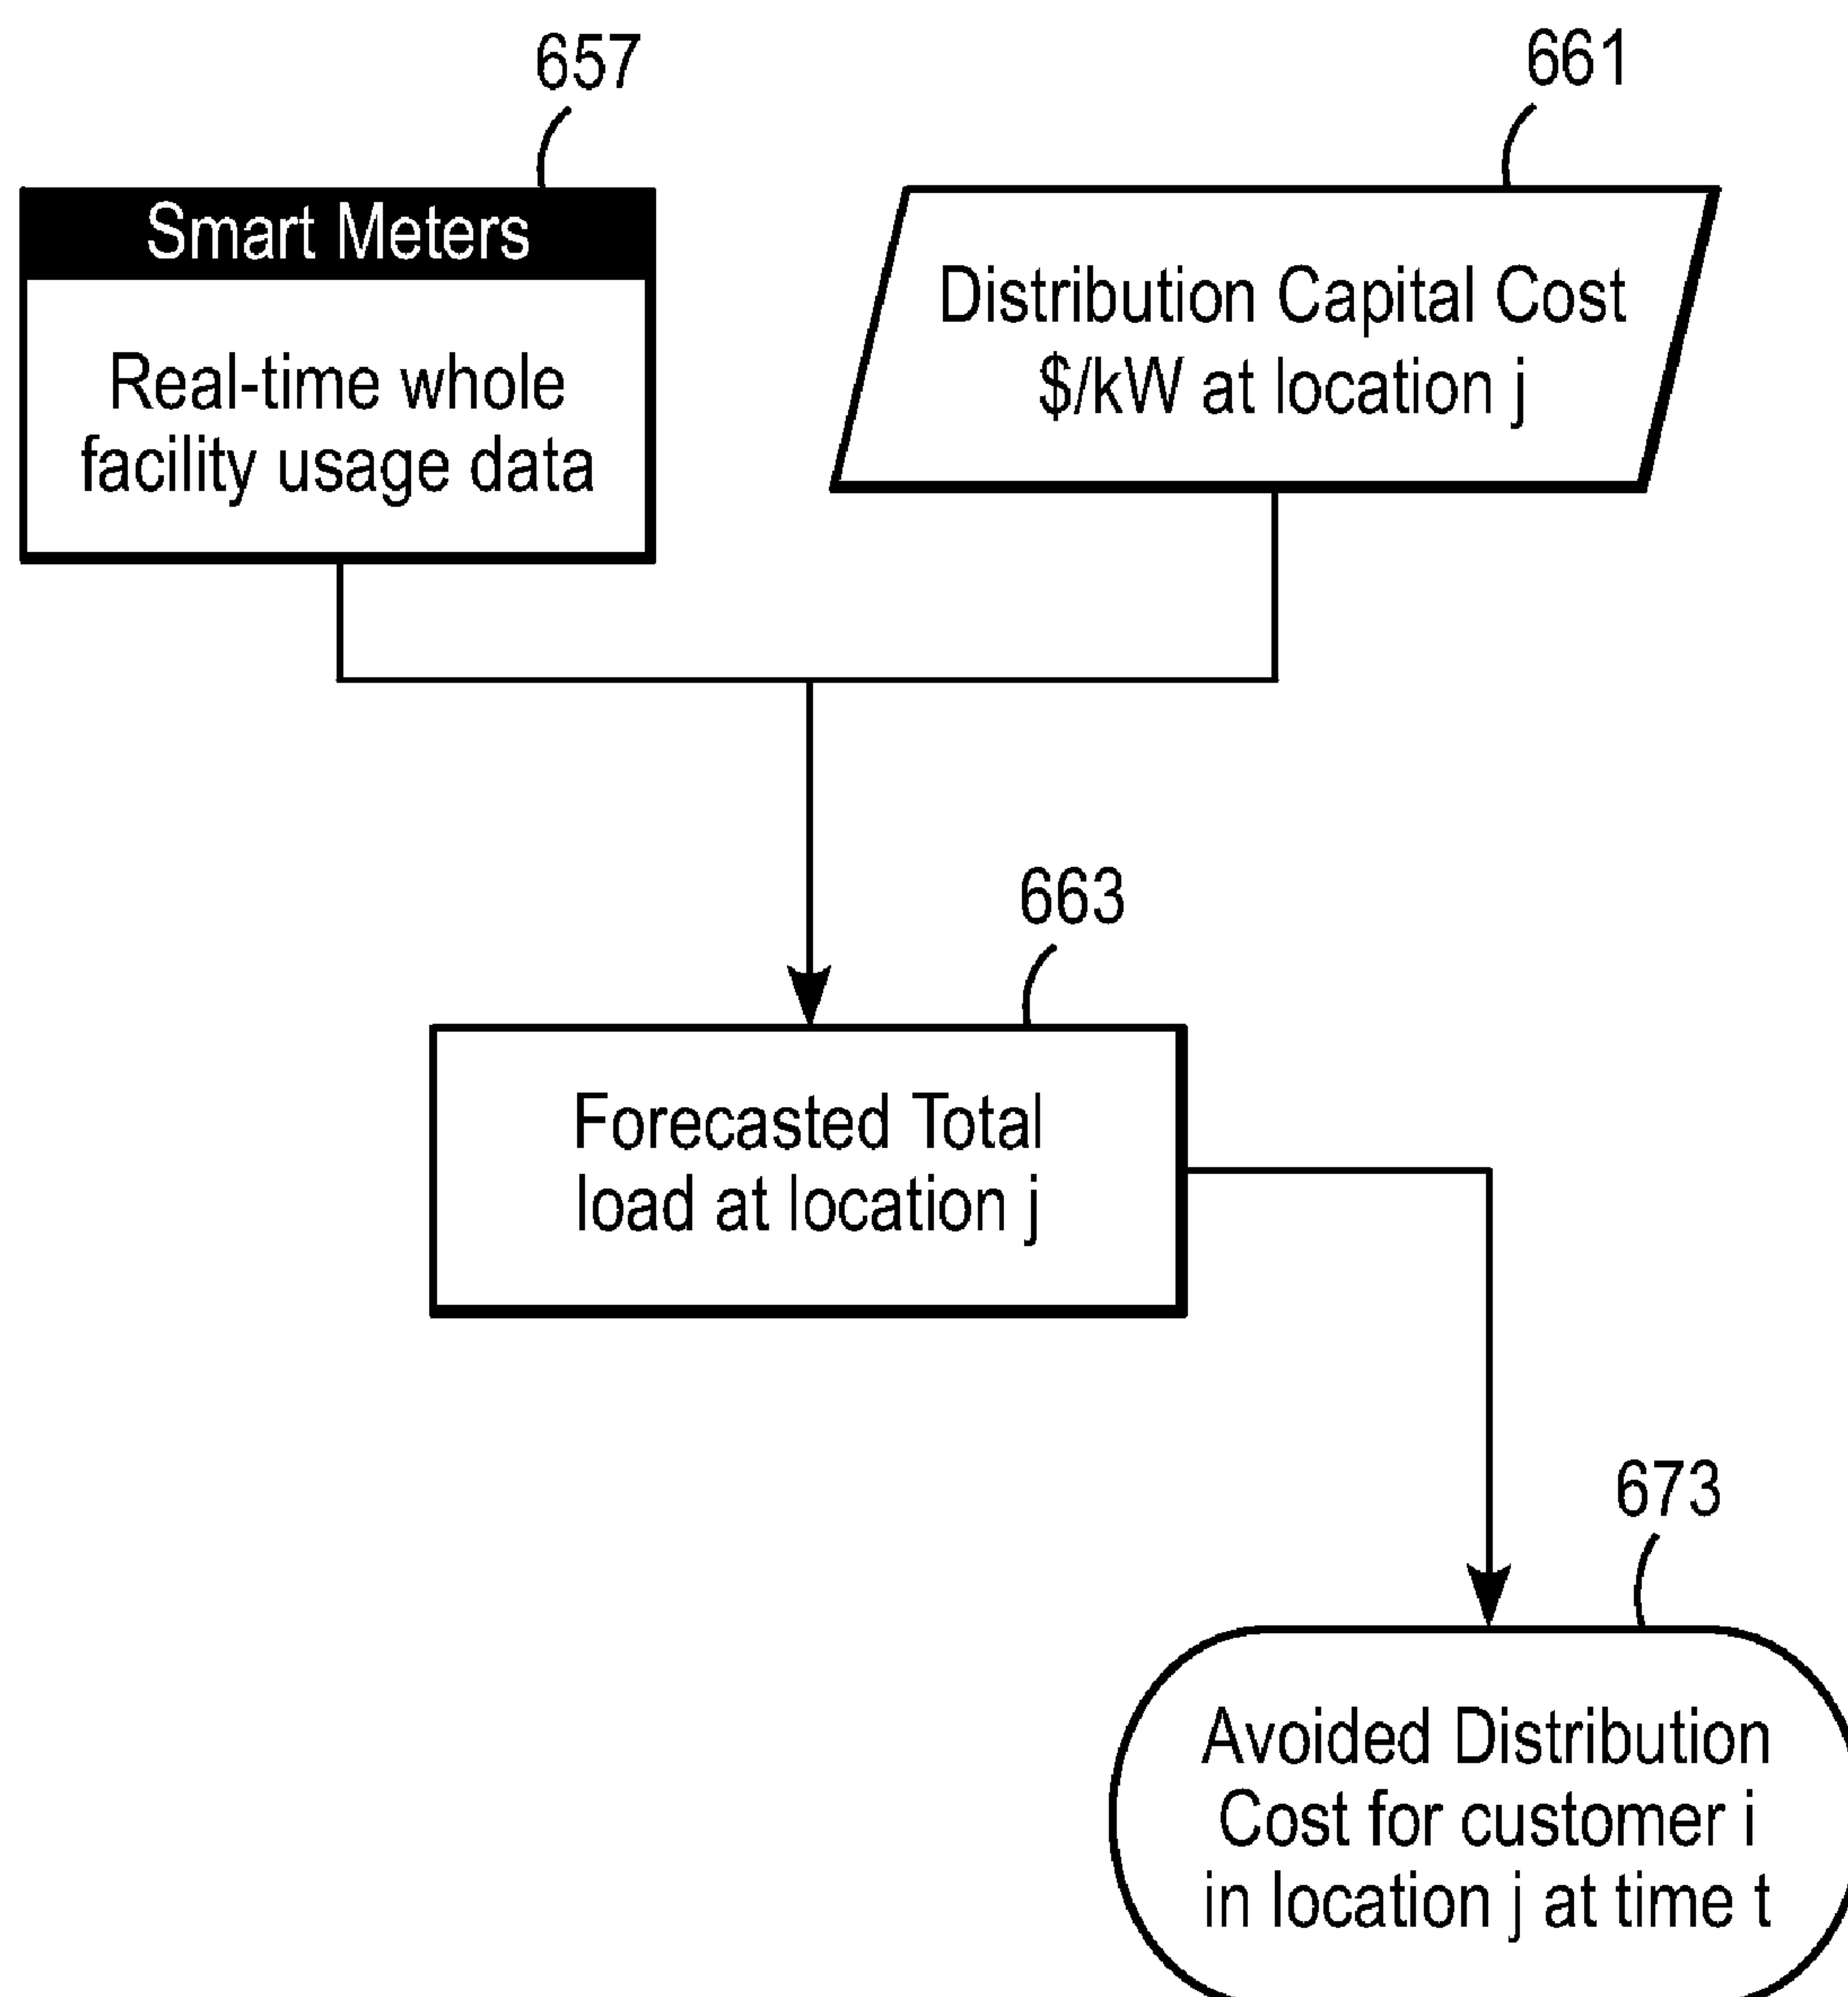 657
661
Smart Meters
Real-time whole
facility usage data
Distribution Capital Cost
$/kW at location j
663
Forecasted Total
load at location j
673
Avoided Distribution
Cost for customer i
in location j at time t